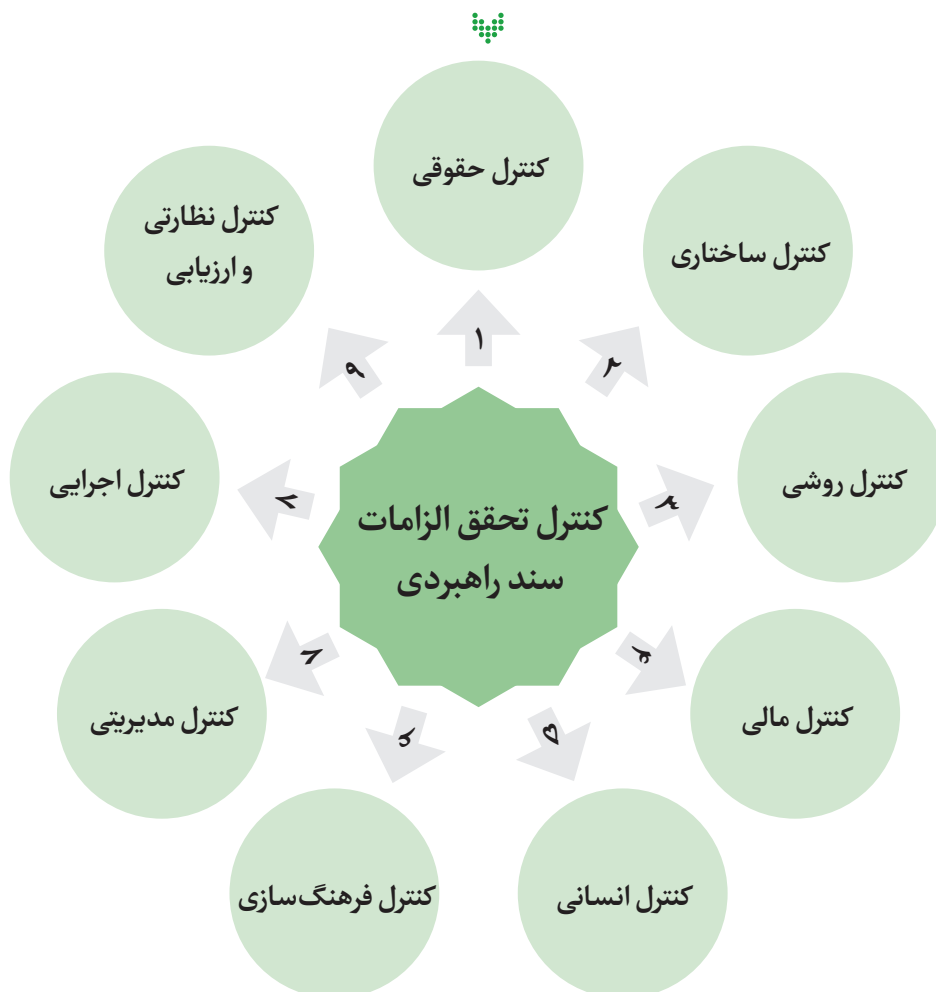 کنترل تحقق الزامات
سند راهبردی
۱
کنترل حقوقی
۲
کنترل ساختاری
۳
کنترل روشی
۴
کنترل مالی
۵
کنترل انسانی
۶
کنترل فرهنگ‌سازی
۷
کنترل مدیریتی
۸
کنترل اجرایی
۹
کنترل نظارتی
و ارزیابی